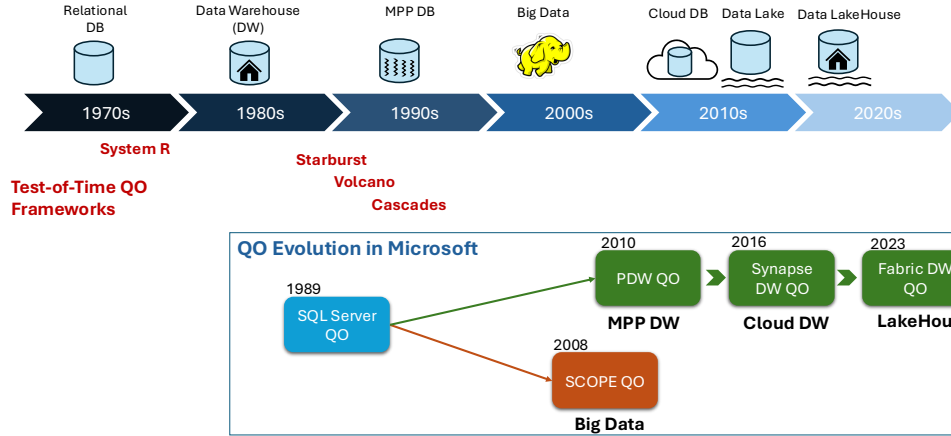 Relational
DB
Data Warehouse
(DW)
MPP DB
Big Data
Cloud DB
Data Lake
Data LakeHouse
1970s
1980s
1990s
2000s
2010s
2020s
System R
Starburst
Volcano
Cascades
Test-of-Time QO
Frameworks
QO Evolution in Microsoft
1989
SQL Server
QO
2010
PDW QO
MPP DW
2016
Synapse
DW QO
Cloud DW
2023
Fabric DW
QO
LakeHou
2008
SCOPE QO
Big Data